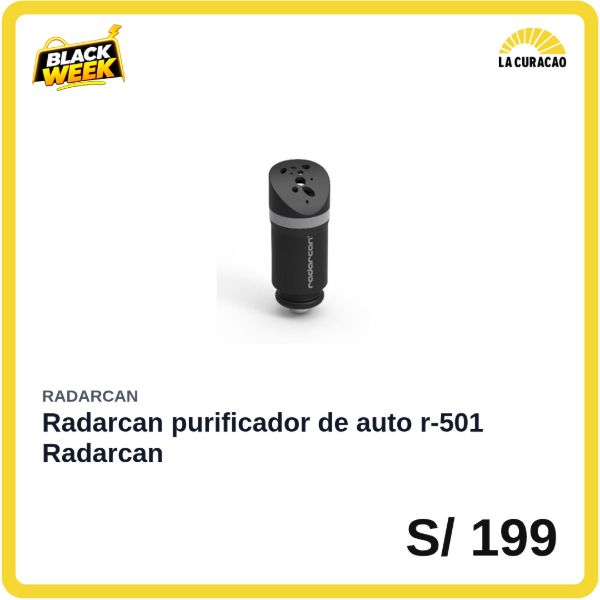 BLACK
WEEK
LA CURACAO
radarcan®
RADARCAN
Radarcan purificador de auto r-501
Radarcan
S/ 199